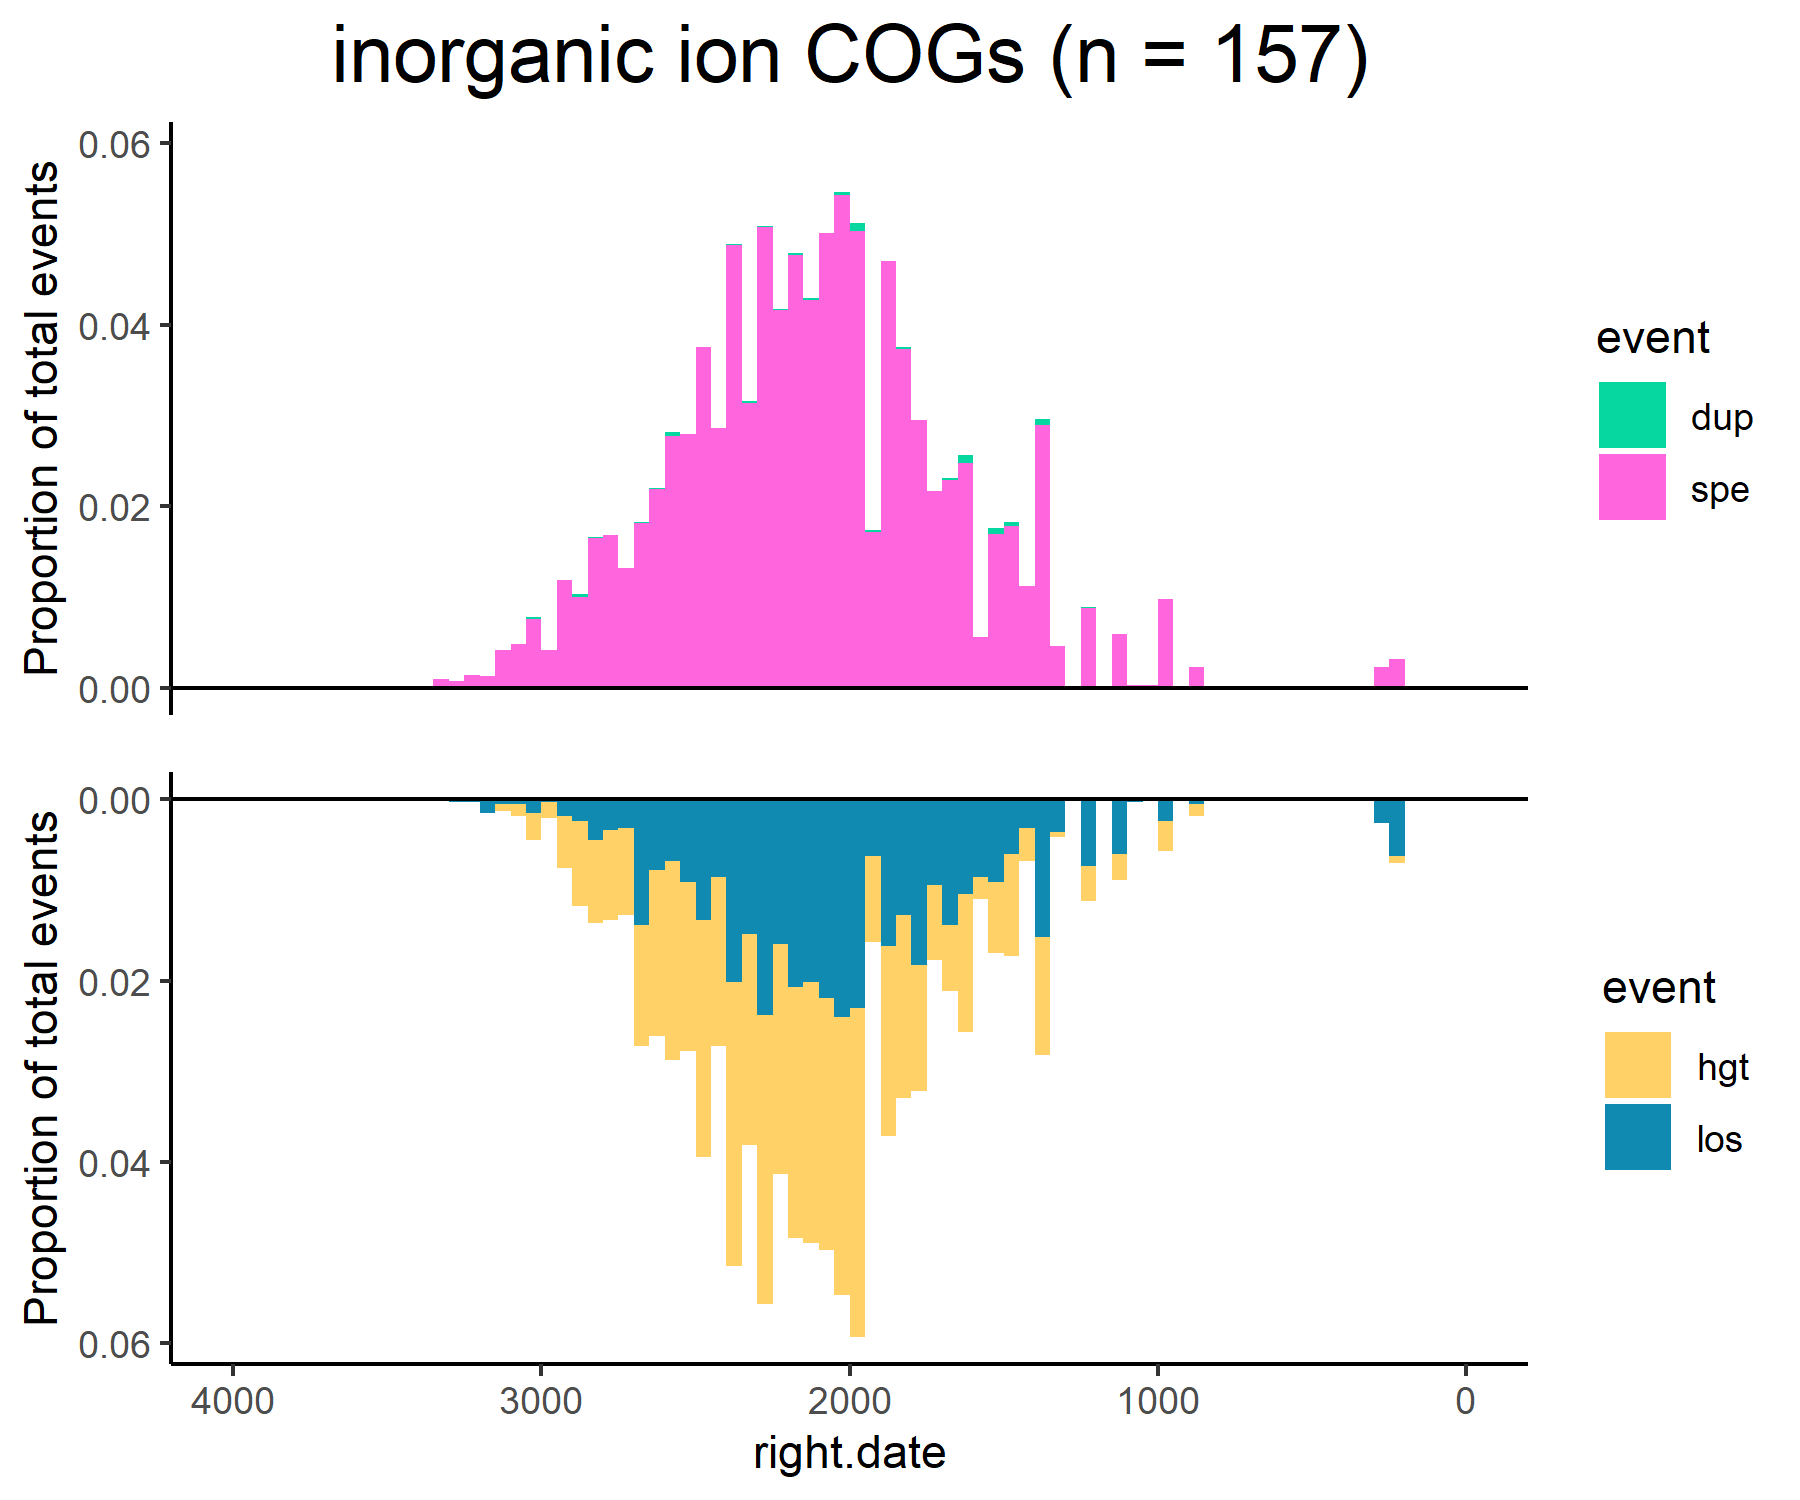 inorganic ion COGs (n = 157)
Proportion of total events
0.06
0.04
0.02
0.00
event
dup
spe
Proportion of total events
0.00
0.02
0.04
0.06
event
hgt
los
4000 3000 2000 1000 0
right.date